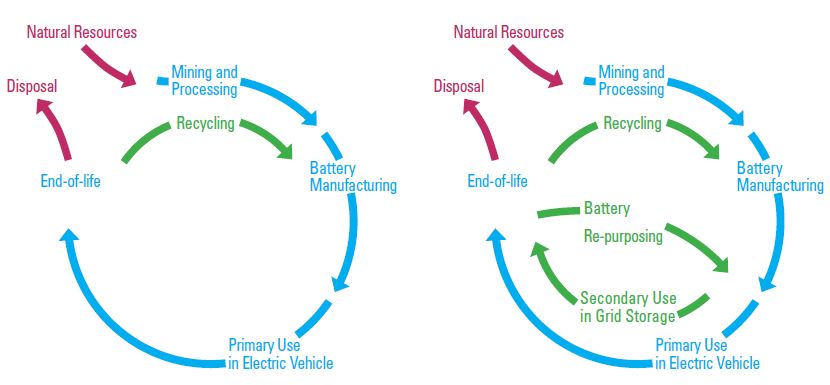 Natural Resources
Mining and
Processing
Disposal
Recycling
End-of-life
Battery
Manufacturing
Primary Use
in Electric Vehicle
Natural Resources
Mining and
Processing
Disposal
Recycling
End-of-life
Battery
Manufacturing
Battery
Re-purposing
Secondary Use
in Grid Storage
Primary Use
in Electric Vehicle